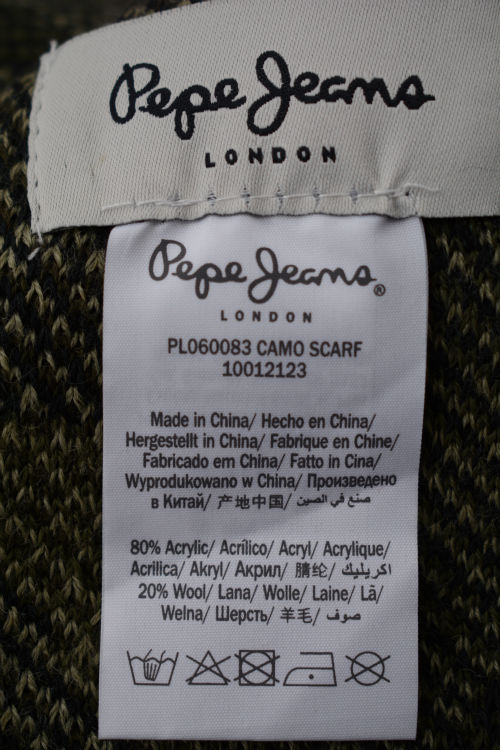 Pepe Jeans
LONDON
Pepe Jeans®
LONDON
PL060083 CAMO SCARF
10012123
Made in China/ Hecho en China/
Hergestellt in China/ Fabrique en Chine/
Fabricado em China/ Fatto in Cina/
Wyprodukowano w China/ Произведено
в Китай/ 产地中国/ صنع في الصين
80% Acrylic/ Acrílico/ Acryl/ Acrylique/
Acrilica/ Akryl/ Акрил/ 腈纶/ اكريليك/
20% Wool/ Lana/ Wolle/ Laine/ Lã/
Welna/ Шерсть/ 羊毛/ صوف/